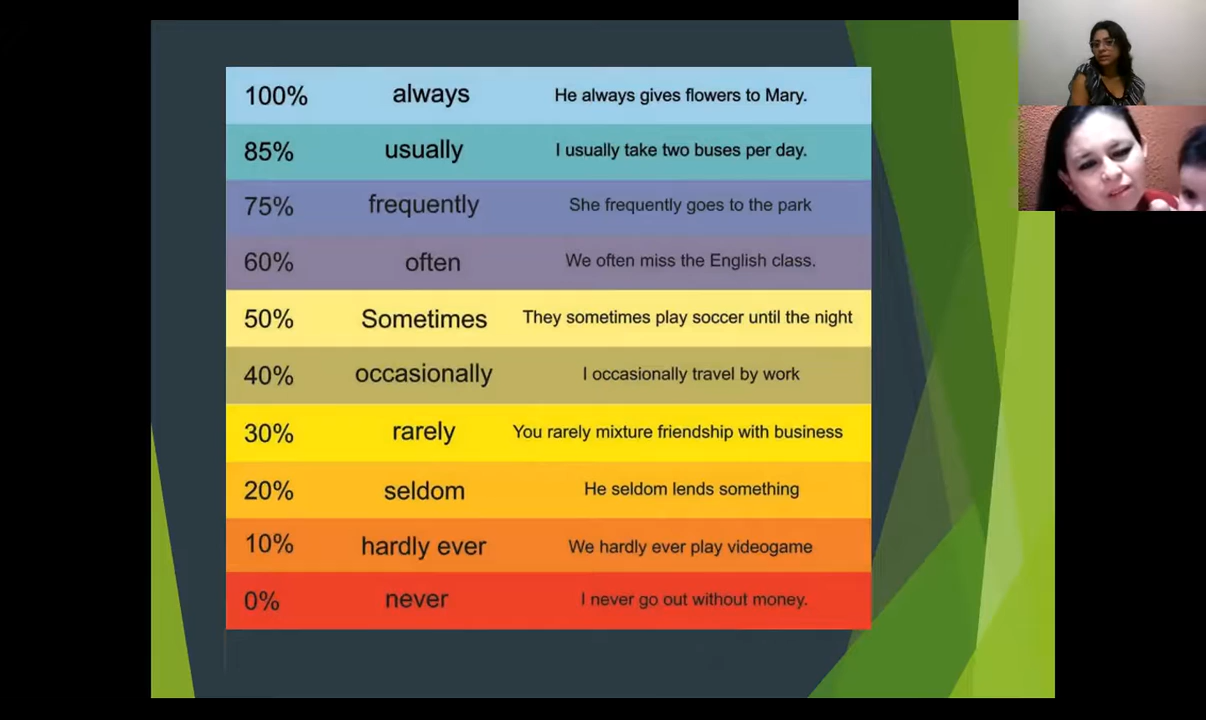 100% always He always gives flowers to Mary.
85% usually I usually take two buses per day.
75% frequently She frequently goes to the park
60% often We often miss the English class.
50% Sometimes They sometimes play soccer until the night
40% occasionally I occasionally travel by work
30% rarely You rarely mixture friendship with business
20% seldom He seldom lends something
10% hardly ever We hardly ever play videogame
0% never I never go out without money.